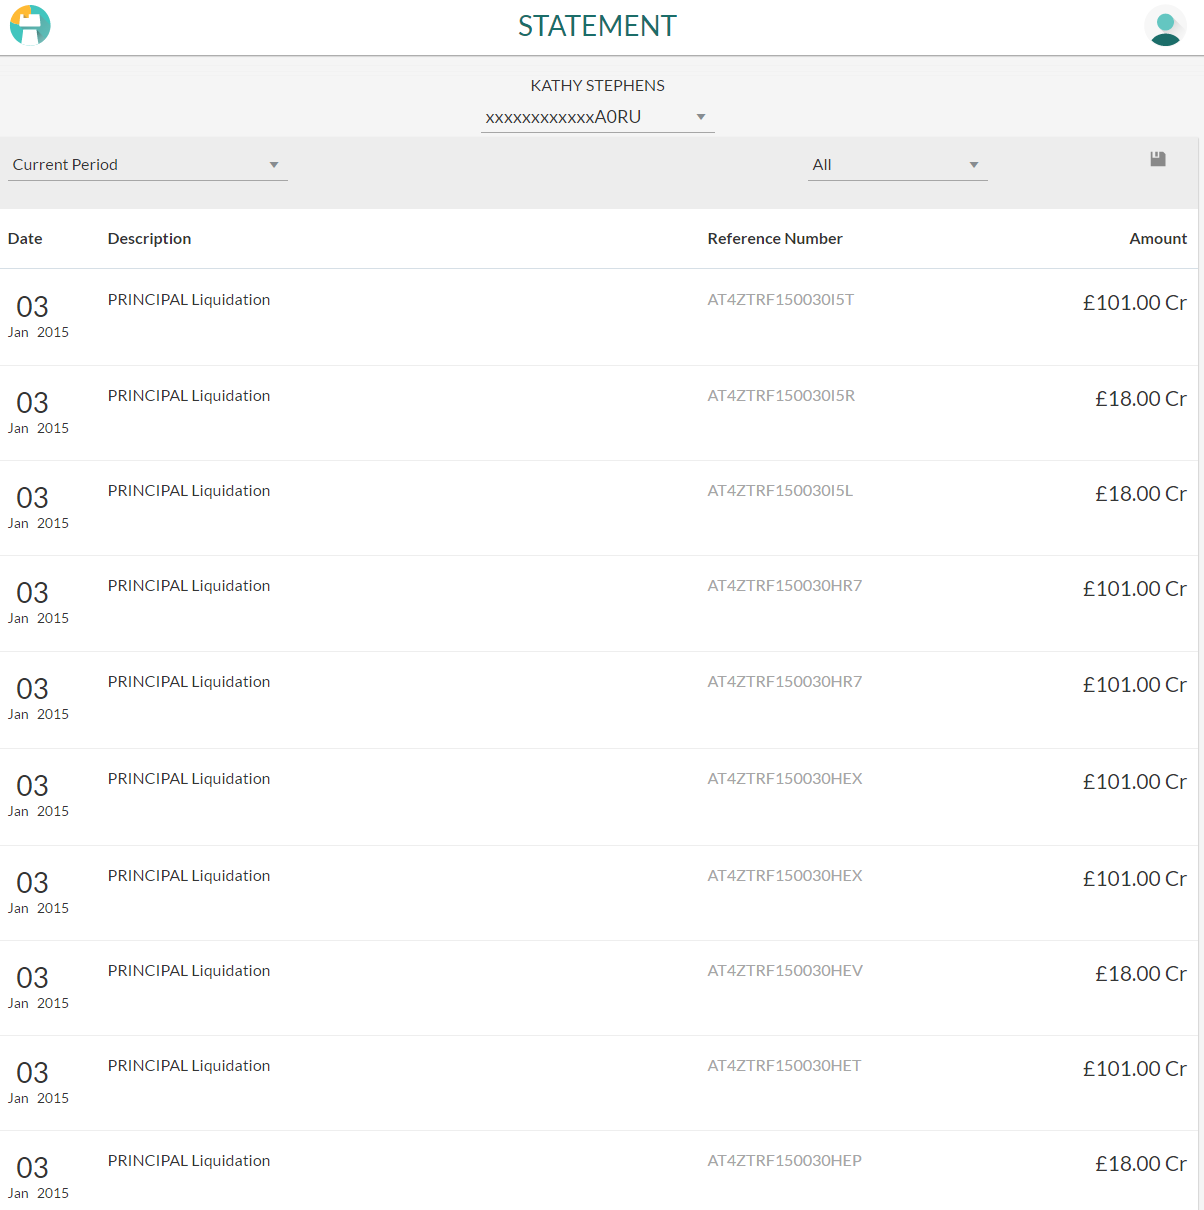 STATEMENT
KATHY STEPHENS
xxxxxxxxxxxxA0RU
Current Period All
Date Description Reference Number Amount
03 Jan 2015 PRINCIPAL Liquidation AT4ZTRF150030I5T £101.00 Cr
03 Jan 2015 PRINCIPAL Liquidation AT4ZTRF150030I5R £18.00 Cr
03 Jan 2015 PRINCIPAL Liquidation AT4ZTRF150030I5L £18.00 Cr
03 Jan 2015 PRINCIPAL Liquidation AT4ZTRF150030HR7 £101.00 Cr
03 Jan 2015 PRINCIPAL Liquidation AT4ZTRF150030HR7 £101.00 Cr
03 Jan 2015 PRINCIPAL Liquidation AT4ZTRF150030HEX £101.00 Cr
03 Jan 2015 PRINCIPAL Liquidation AT4ZTRF150030HEX £101.00 Cr
03 Jan 2015 PRINCIPAL Liquidation AT4ZTRF150030HEV £18.00 Cr
03 Jan 2015 PRINCIPAL Liquidation AT4ZTRF150030HET £101.00 Cr
03 Jan 2015 PRINCIPAL Liquidation AT4ZTRF150030HEP £18.00 Cr